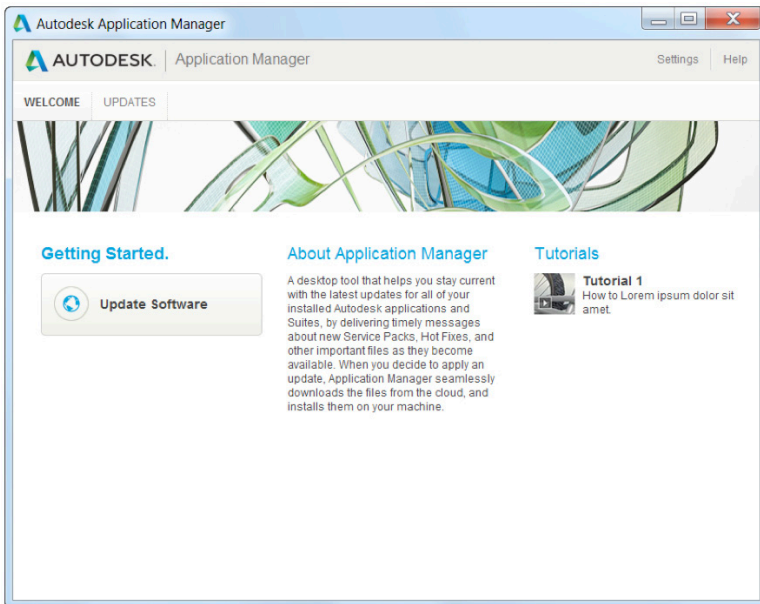 Autodesk Application Manager
AUTODESK. Application Manager
Settings
Help
WELCOME
UPDATES
Getting Started.
Update Software
About Application Manager
A desktop tool that helps you stay current
with the latest updates for all of your
installed Autodesk applications and
Suites, by delivering timely messages
about new Service Packs, Hot Fixes, and
other important files as they become
available. When you decide to apply an
update, Application Manager seamlessly
downloads the files from the cloud, and
installs them on your machine.
Tutorials
Tutorial 1
How to Lorem ipsum dolor sit
amet.